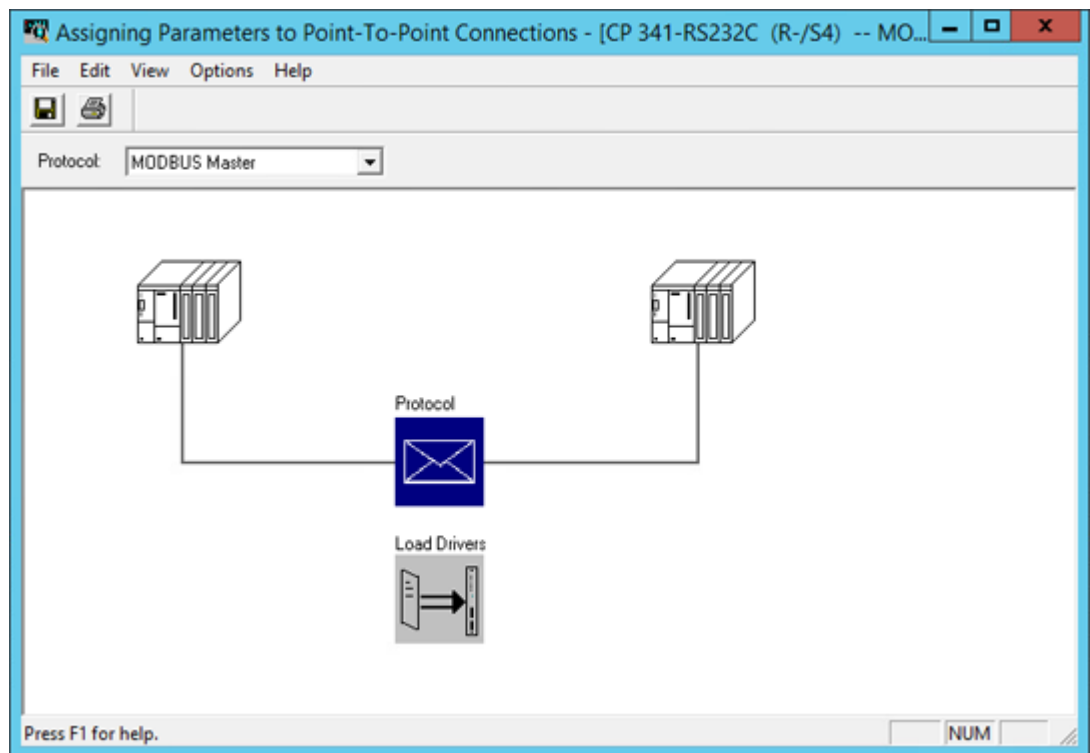 Assigning Parameters to Point-To-Point Connections - [CP 341-RS232C (R-/S4) -- MO...
File Edit View Options Help
Protocol: MODBUS Master
Protocol
Load Drivers
Press F1 for help.
NUM